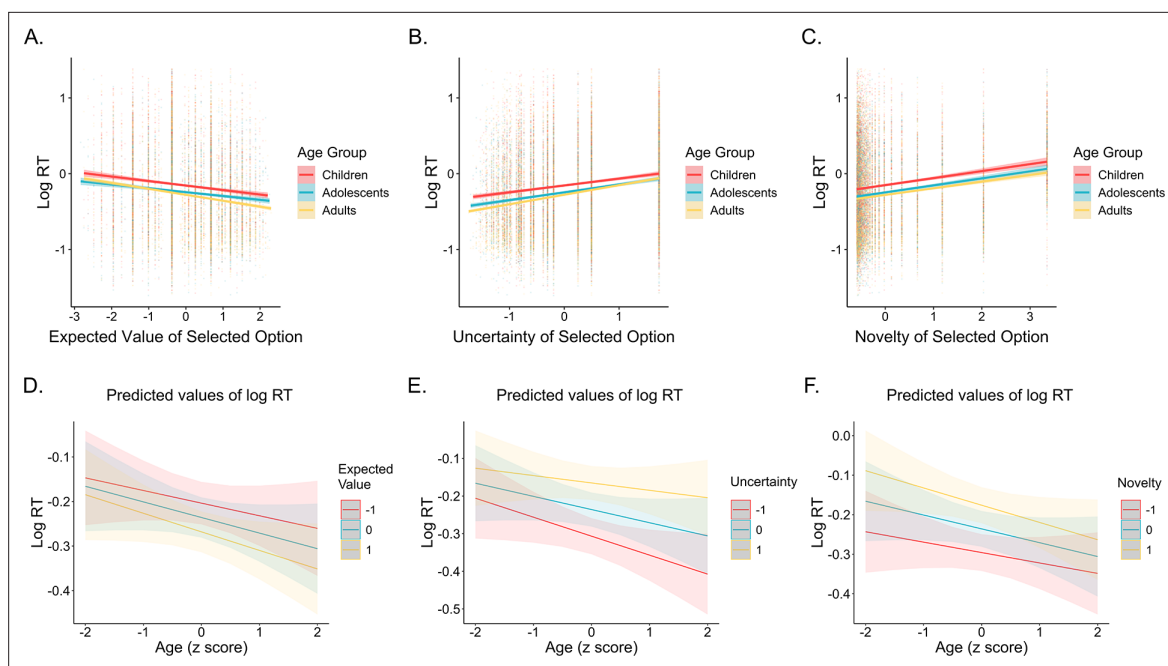 A.
B.
C.
1
0
-1
Log RT
-3 -2 -1 0 1 2
Expected Value of Selected Option
Age Group
Children
Adolescents
Adults
1
0
-1
Log RT
-1 0 1
Uncertainty of Selected Option
Age Group
Children
Adolescents
Adults
1
0
-1
Log RT
0 1 2 3
Novelty of Selected Option
Age Group
Children
Adolescents
Adults
D.
Predicted values of log RT
-0.1
-0.2
-0.3
-0.4
Log RT
-2 -1 0 1 2
Age (z score)
Expected
Value
-1
0
1
E.
Predicted values of log RT
-0.1
-0.2
-0.3
-0.4
-0.5
Log RT
-2 -1 0 1 2
Age (z score)
Uncertainty
-1
0
1
F.
Predicted values of log RT
0.0
-0.1
-0.2
-0.3
-0.4
Log RT
-2 -1 0 1 2
Age (z score)
Novelty
-1
0
1